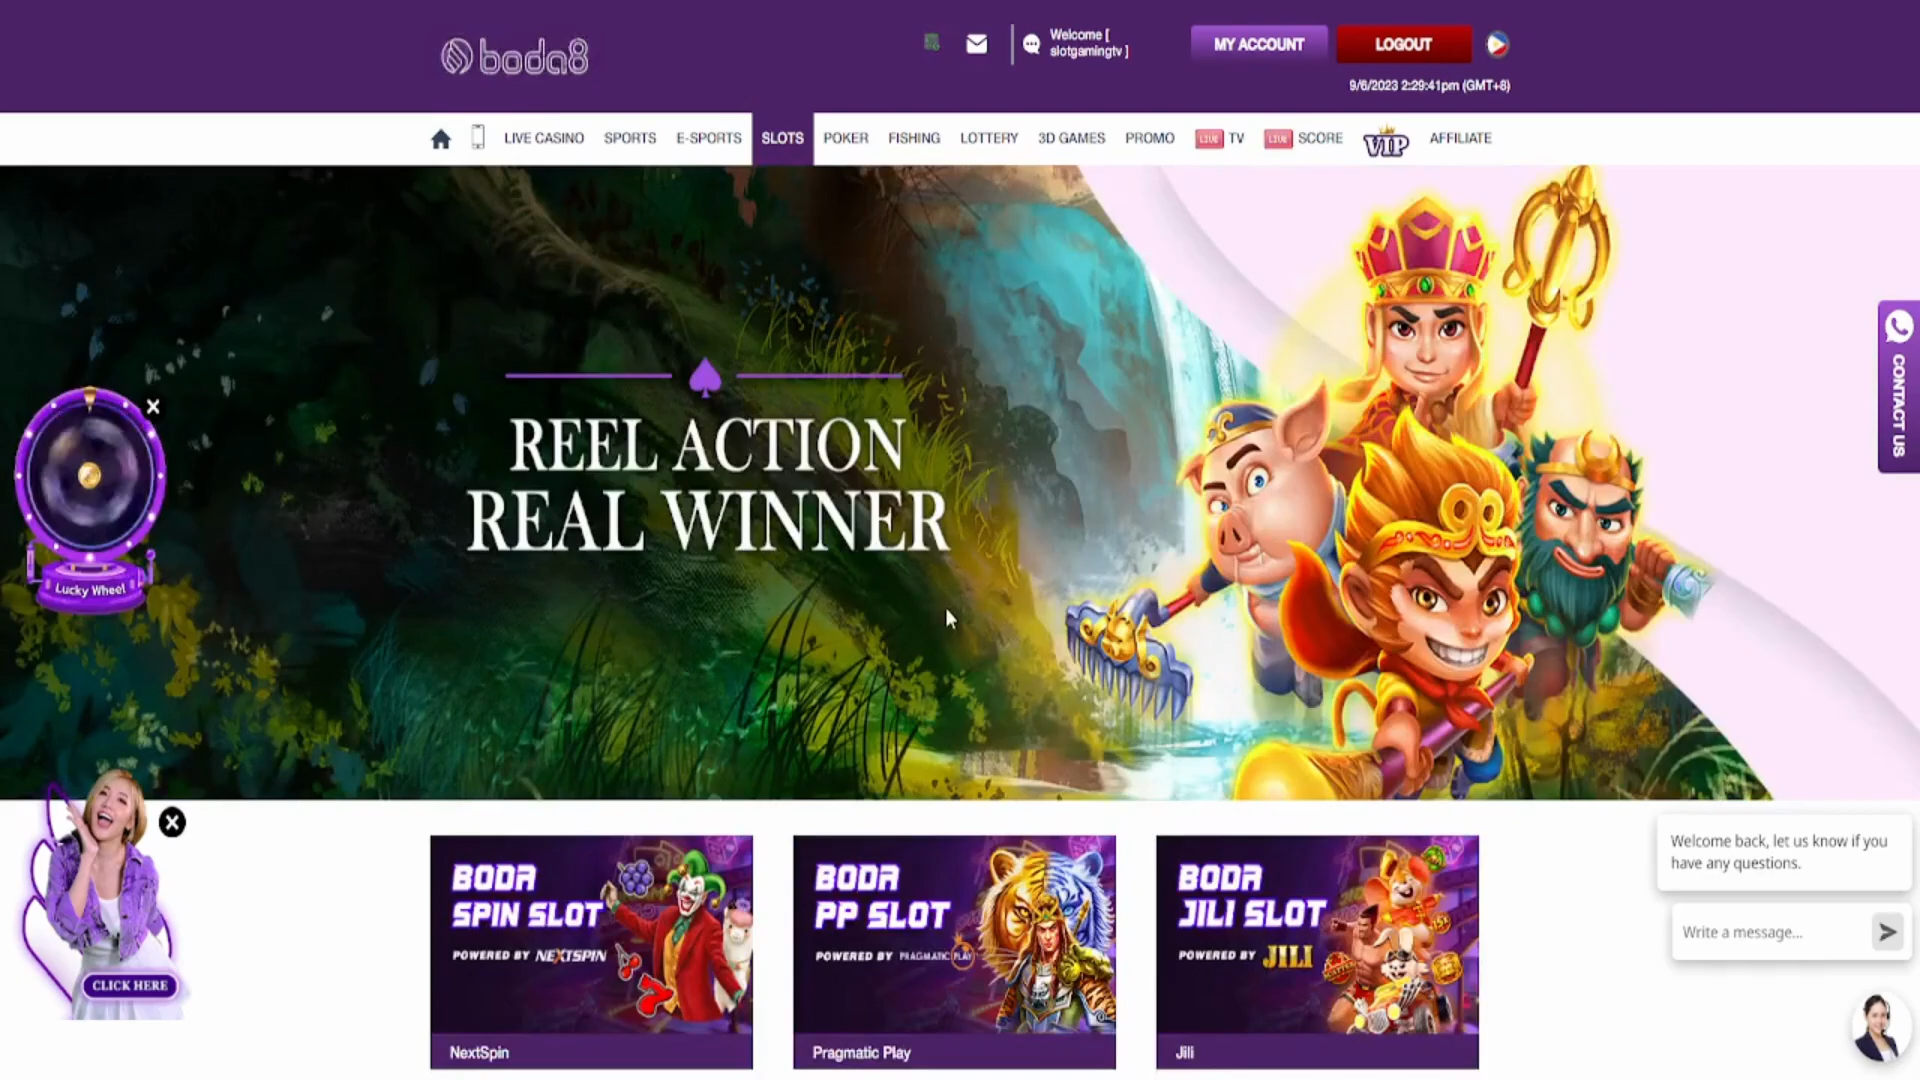 boda8
Welcome [
slotgamingtv ]
MY ACCOUNT
LOGOUT
9/6/2023 2:29:41pm (GMT+8)
LIVE CASINO
SPORTS
E-SPORTS
SLOTS
POKER
FISHING
LOTTERY
3D GAMES
PROMO
LIVE TV
LIVE SCORE
VIP
AFFILIATE
REEL ACTION
REAL WINNER
CONTACT US
Lucky Wheel
CLICK HERE
BODA
SPIN SLOT
POWERED BY NEXTSPIN
NextSpin
BODA
PP SLOT
POWERED BY PRAGMATIC PLAY
Pragmatic Play
BODA
JILI SLOT
POWERED BY JILI
Jili
Welcome back, let us know if you
have any questions.
Write a message...